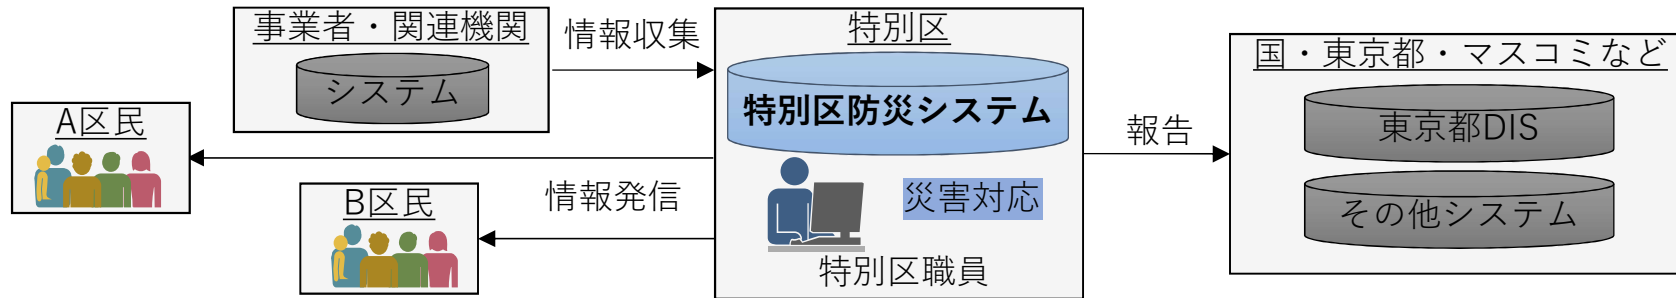 事業者・関連機関
システム
情報収集
特別区
特別区防災システム
災害対応
特別区職員
A区民
情報発信
B区民
報告
国・東京都・マスコミなど
東京都DIS
その他システム